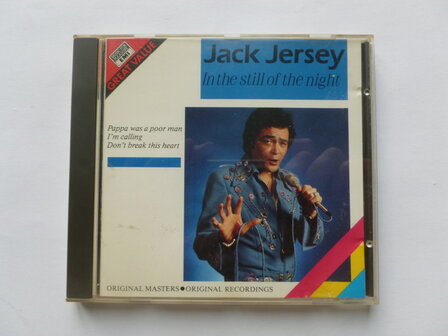 EMI
GREAT VALUE
Jack Jersey
In the still of the night
Pappa was a poor man
I'm calling
Don't break this heart
ORIGINAL MASTERS●ORIGINAL RECORDINGS